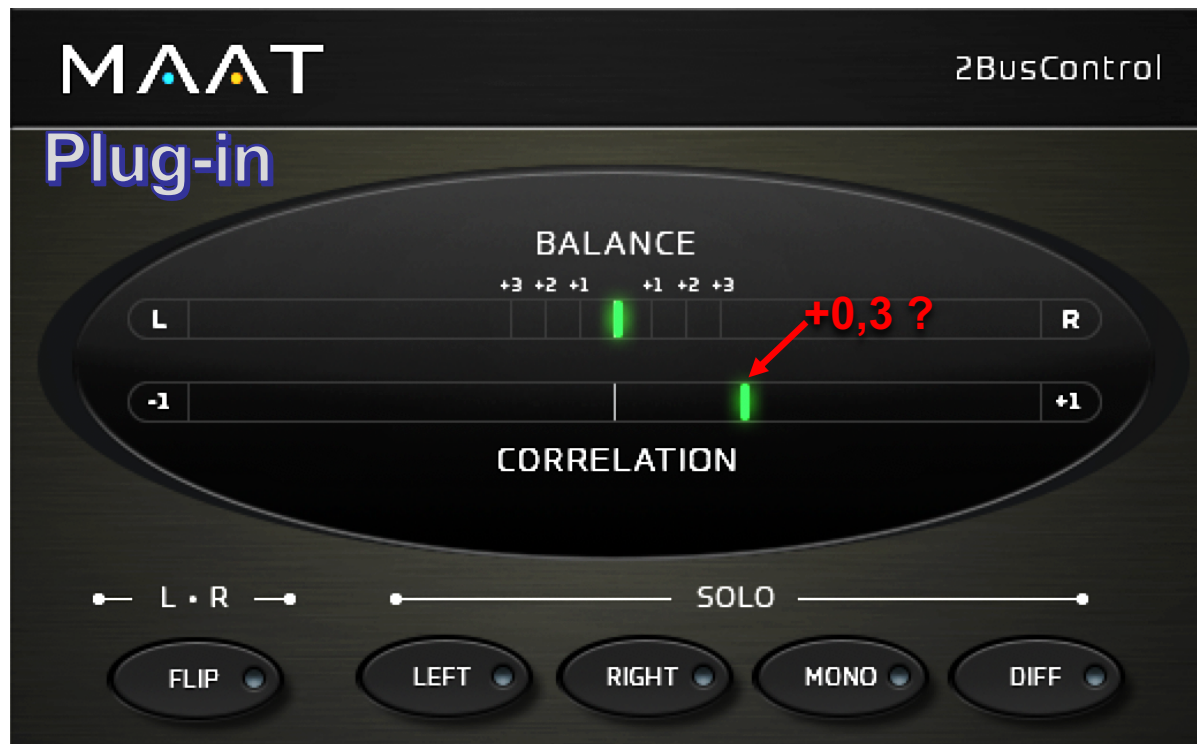 MAAT
2BusControl
Plug-in
BALANCE
+3 +2 +1 +1 +2 +3
L R
+0,3 ?
-1 +1
CORRELATION
L • R SOLO
FLIP LEFT RIGHT MONO DIFF